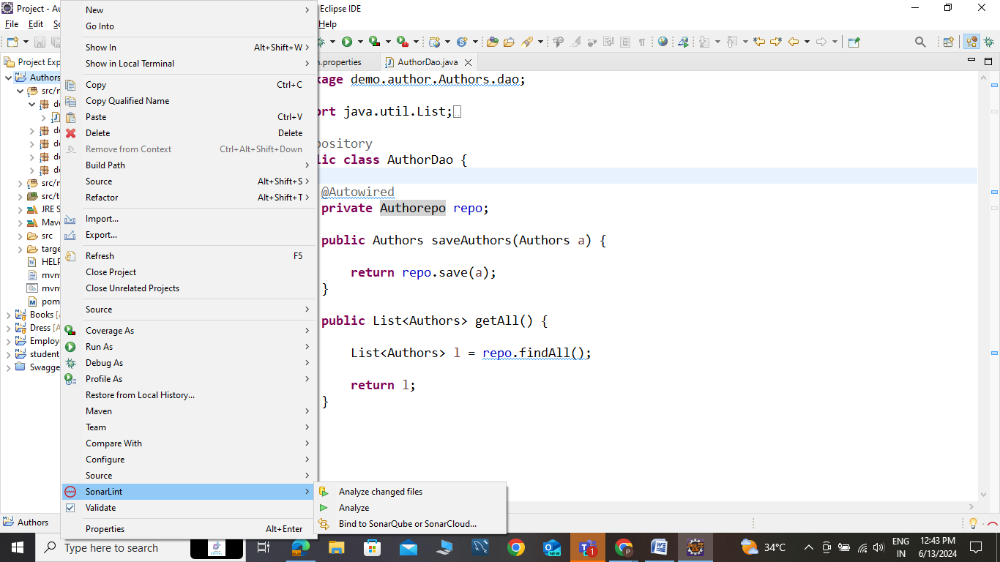 Project - Au
Eclipse IDE
File Edit So
Help
Project Exp
n.properties
AuthorDao.java
Authors
src/n
de
J
de
de
de
de
src/n
src/t
JRE S
Mave
src
targe
HELP
mvn
mvn
pom
Books [
Dress [
Employ
student
Swagge
New
Go Into
Show In Alt+Shift+W
Show in Local Terminal
Copy Ctrl+C
Copy Qualified Name
Paste Ctrl+V
Delete Delete
Remove from Context Ctrl+Alt+Shift+Down
Build Path
Source Alt+Shift+S
Refactor Alt+Shift+T
Import...
Export...
Refresh F5
Close Project
Close Unrelated Projects
Source
Coverage As
Run As
Debug As
Profile As
Restore from Local History...
Maven
Team
Compare With
Configure
Source
SonarLint
Validate
Properties Alt+Enter
Analyze changed files
Analyze
Bind to SonarQube or SonarCloud...
kage demo.author.Authors.dao;
ort java.util.List;
pository
lic class AuthorDao {
@Autowired
private Authorepo repo;
public Authors saveAuthors(Authors a) {
return repo.save(a);
}
public List<Authors> getAll() {
List<Authors> l = repo.findAll();
return l;
}
Authors
Type here to search
DIGITAL
NEW
1
34°C
ENG
IN
12:43 PM
6/13/2024